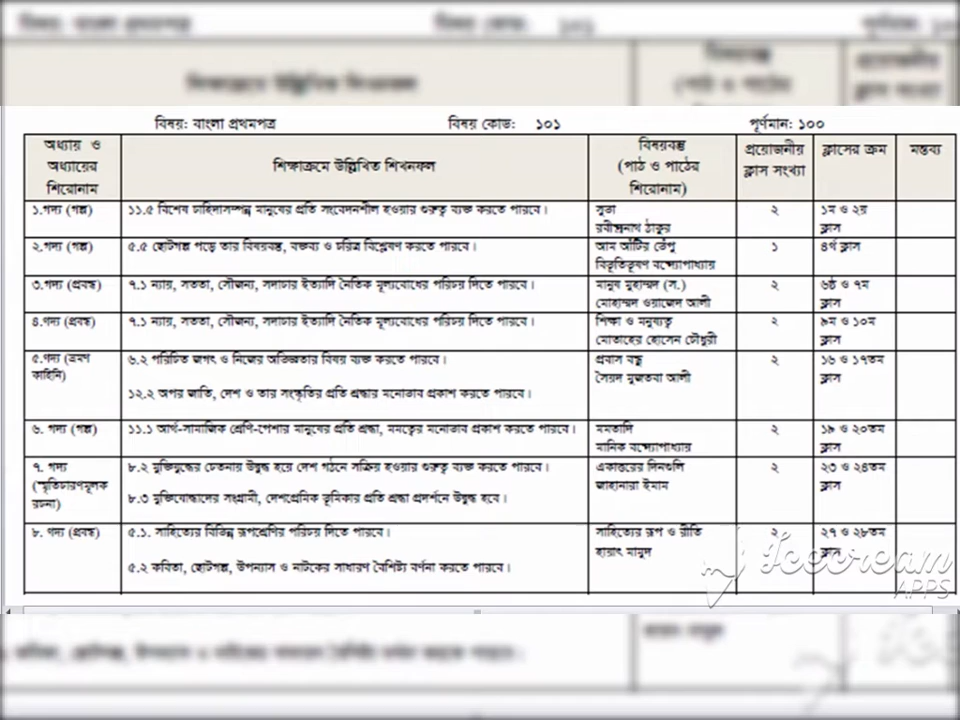 বিষয়: বাংলা প্রথমপত্র বিষয় কোড: ১০১ পূর্ণমান: ১০০
অধ্যায় ও অধ্যায়ের শিরোনাম শিক্ষাক্রমে উল্লিখিত শিখনফল বিষয়বস্তু (পাঠ ও পাঠের শিরোনাম) প্রয়োজনীয় ক্লাস সংখ্যা ক্লাসের ক্রম মন্তব্য
১.গদ্য (গল্প) ১১.৫ বিশেষ চাহিদাসম্পন্ন মানুষের প্রতি সংবেদনশীল হওয়ার গুরুত্ব ব্যক্ত করতে পারবে। সুভা ২ ১ম ও ২য়
রবীন্দ্রনাথ ঠাকুর ক্লাস
২.গদ্য (গল্প) ৫.৫ ছোটগল্প পড়ে তার বিষয়বস্তু, বক্তব্য ও চরিত্র বিশ্লেষণ করতে পারবে। আম আঁটির ভেঁপু ১ ৪র্থ ক্লাস
বিভূতিভূষণ বন্দ্যোপাধ্যায়
৩.গদ্য (প্রবন্ধ) ৭.১ ন্যায়, সততা, সৌজন্য, সদাচার ইত্যাদি নৈতিক মূল্যবোধের পরিচয় দিতে পারবে। মানুষ মুহাম্মদ (স.) ২ ৬ষ্ঠ ও ৭ম
মোহাম্মদ ওয়াজেদ আলী ক্লাস
৪.গদ্য (প্রবন্ধ) ৭.১ ন্যায়, সততা, সৌজন্য, সদাচার ইত্যাদি নৈতিক মূল্যবোধের পরিচয় দিতে পারবে। শিক্ষা ও মনুষ্যত্ব ২ ৯ম ও ১০ম
মোতাহের হোসেন চৌধুরী ক্লাস
৫.গদ্য (ভ্রমণ ৬.২ পরিচিত জগৎ ও নিজের অভিজ্ঞতার বিষয় ব্যক্ত করতে পারবে। প্রবাস বন্ধু ২ ১৬ ও ১৭তম
কাহিনি) সৈয়দ মুজতবা আলী ক্লাস
১২.২ অপর জাতি, দেশ ও তার সংস্কৃতির প্রতি শ্রদ্ধার মনোভাব প্রকাশ করতে পারবে।
৬. গদ্য (গল্প) ১১.১ আর্থ-সামাজিক শ্রেণি-পেশার মানুষের প্রতি শ্রদ্ধা, মমত্বের মনোভাব প্রকাশ করতে পারবে। মমতাদি ২ ১৯ ও ২০তম
মানিক বন্দ্যোপাধ্যায় ক্লাস
৭. গদ্য ৮.২ মুক্তিযুদ্ধের চেতনায় উদ্বুদ্ধ হয়ে দেশ গঠনে সক্রিয় হওয়ার গুরুত্ব ব্যক্ত করতে পারবে। একাত্তরের দিনগুলি ২ ২৩ ও ২৪তম
(স্মৃতিচারণমূলক জাহানারা ইমাম ক্লাস
রচনা) ৮.৩ মুক্তিযোদ্ধাদের সংগ্রামী, দেশপ্রেমিক ভূমিকার প্রতি শ্রদ্ধা প্রদর্শনে উদ্বুদ্ধ হবে।
৮. গদ্য (প্রবন্ধ) ৫.১. সাহিত্যের বিভিন্ন রূপশ্রেণির পরিচয় দিতে পারবে। সাহিত্যের রূপ ও রীতি ২ ২৭ ও ২৮তম
হায়াৎ মামুদ ক্লাস
৫.২ কবিতা, ছোটগল্প, উপন্যাস ও নাটকের সাধারণ বৈশিষ্ট্য বর্ণনা করতে পারবে।
Icecream
APPS